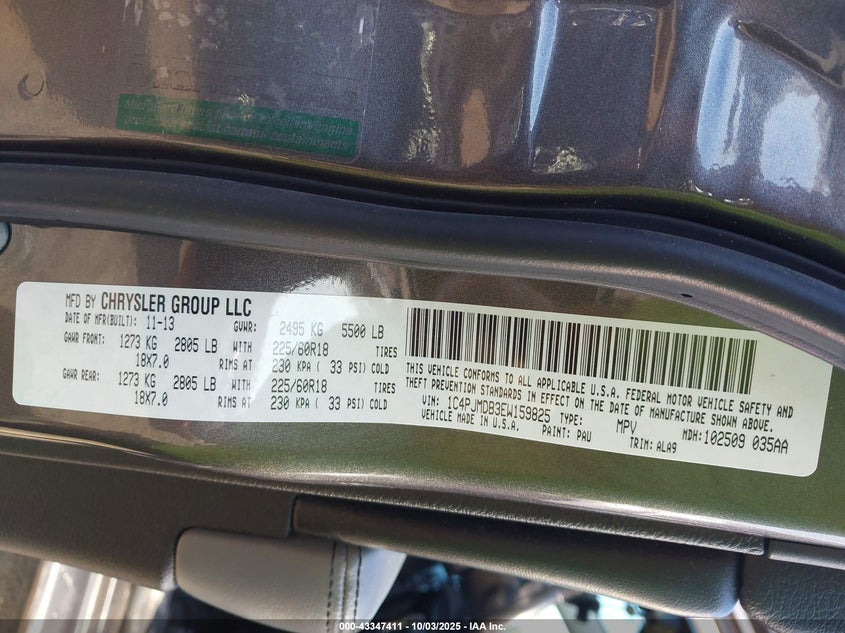 MFD BY CHRYSLER GROUP LLC
DATE OF MFR(BUILT): 11-13 GVWR: 2495 KG 5500 LB
GAWR FRONT: 1273 KG 2805 LB WITH 225/60R18 TIRES
18X7.0 RIMS AT 230 KPA ( 33 PSI) COLD
GAWR REAR: 1273 KG 2805 LB WITH 225/60R18 TIRES
18X7.0 RIMS AT 230 KPA ( 33 PSI) COLD
THIS VEHICLE CONFORMS TO ALL APPLICABLE U.S.A. FEDERAL MOTOR VEHICLE SAFETY AND
THEFT PREVENTION STANDARDS IN EFFECT ON THE DATE OF MANUFACTURE SHOWN ABOVE.
VIN: 1C4PJMDB3EW159825 TYPE: MPV MDH: 102509 035AA
VEHICLE MADE IN U.S.A. PAINT: PAU TRIM: ALA9
harmful
contaminants
000-43347411 - 10/03/2025 - IAA Inc.